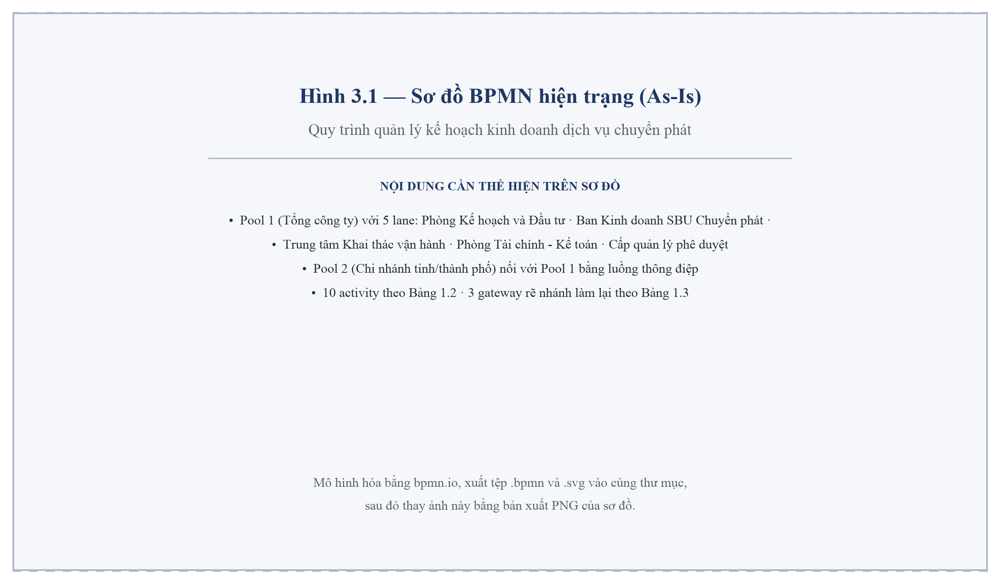 Hình 3.1 — Sơ đồ BPMN hiện trạng (As-Is)
Quy trình quản lý kế hoạch kinh doanh dịch vụ chuyển phát
NỘI DUNG CẦN THỂ HIỆN TRÊN SƠ ĐỒ
• Pool 1 (Tổng công ty) với 5 lane: Phòng Kế hoạch và Đầu tư · Ban Kinh doanh SBU Chuyển phát ·
• Trung tâm Khai thác vận hành · Phòng Tài chính - Kế toán · Cấp quản lý phê duyệt
• Pool 2 (Chi nhánh tỉnh/thành phố) nối với Pool 1 bằng luồng thông điệp
• 10 activity theo Bảng 1.2 · 3 gateway rẽ nhánh làm lại theo Bảng 1.3
Mô hình hóa bằng bpmn.io, xuất tệp .bpmn và .svg vào cùng thư mục,
sau đó thay ảnh này bằng bản xuất PNG của sơ đồ.